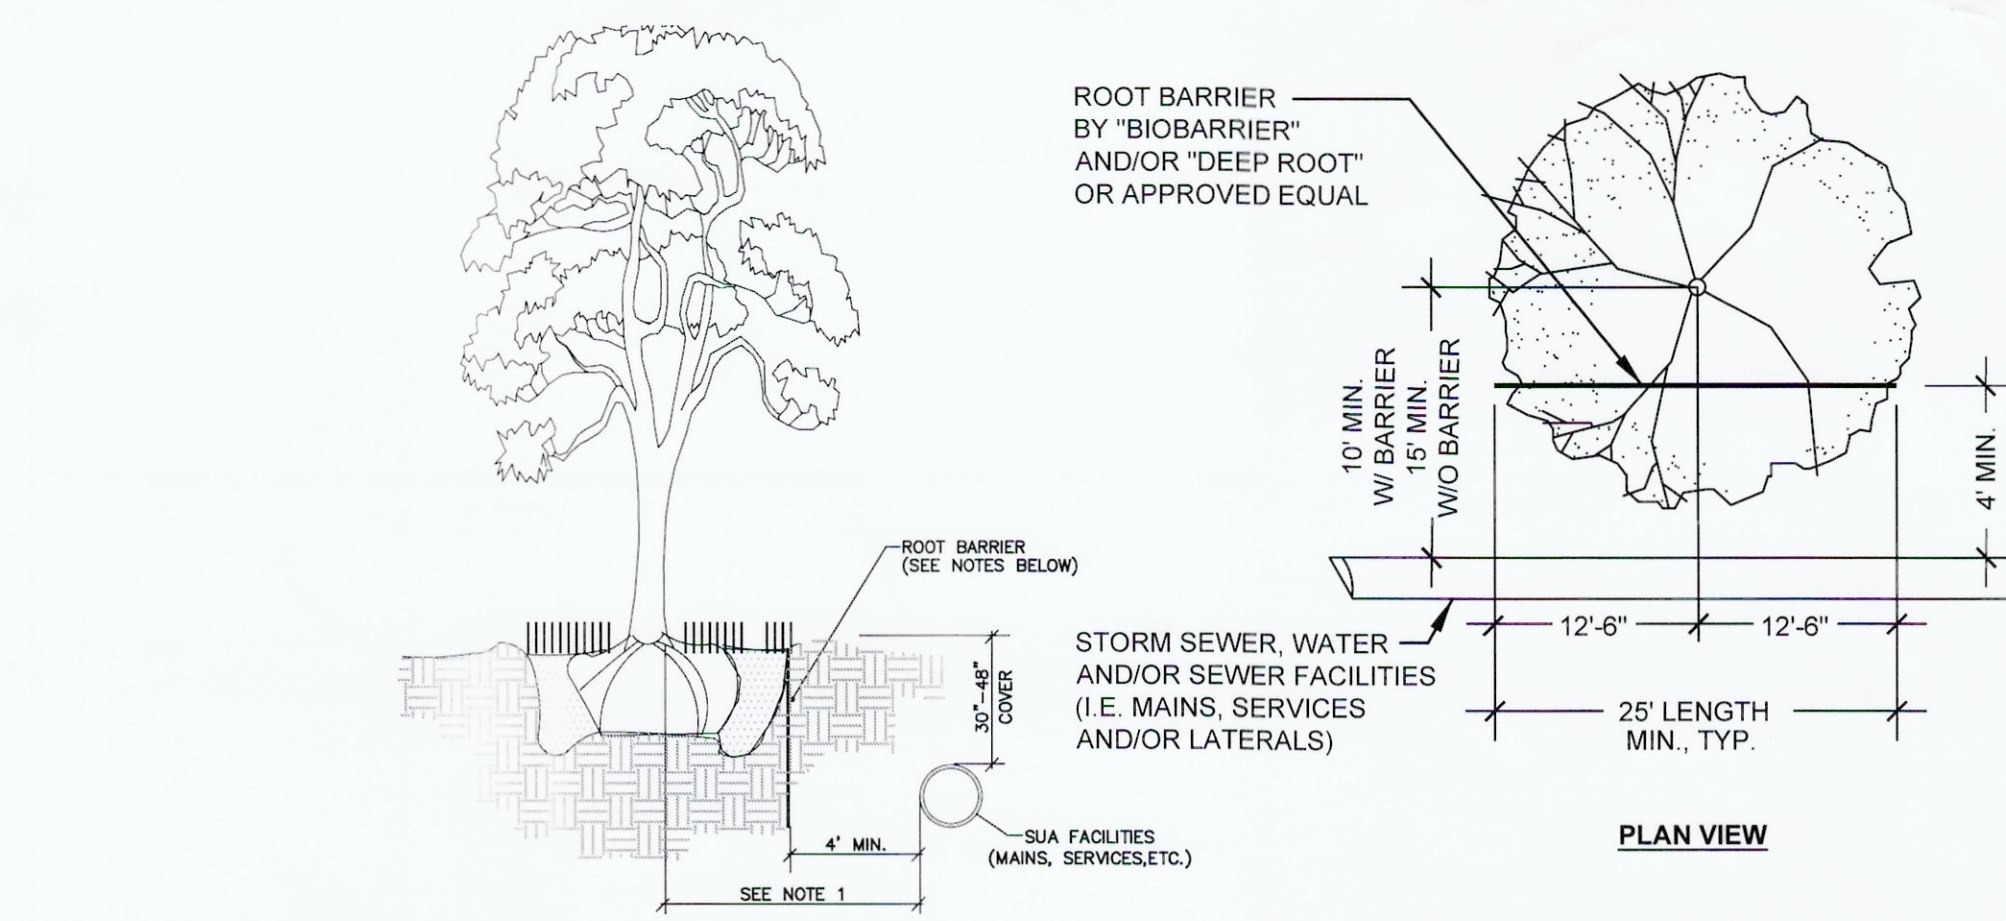 ROOT BARRIER
(SEE NOTES BELOW)
30"-48"
COVER
SUA FACILITIES
(MAINS, SERVICES,ETC.)
4' MIN.
SEE NOTE 1
ROOT BARRIER
BY "BIOBARRIER"
AND/OR "DEEP ROOT"
OR APPROVED EQUAL
10' MIN.
W/ BARRIER
15' MIN.
W/O BARRIER
4' MIN.
STORM SEWER, WATER
AND/OR SEWER FACILITIES
(I.E. MAINS, SERVICES
AND/OR LATERALS)
12'-6"
12'-6"
25' LENGTH
MIN., TYP.
PLAN VIEW